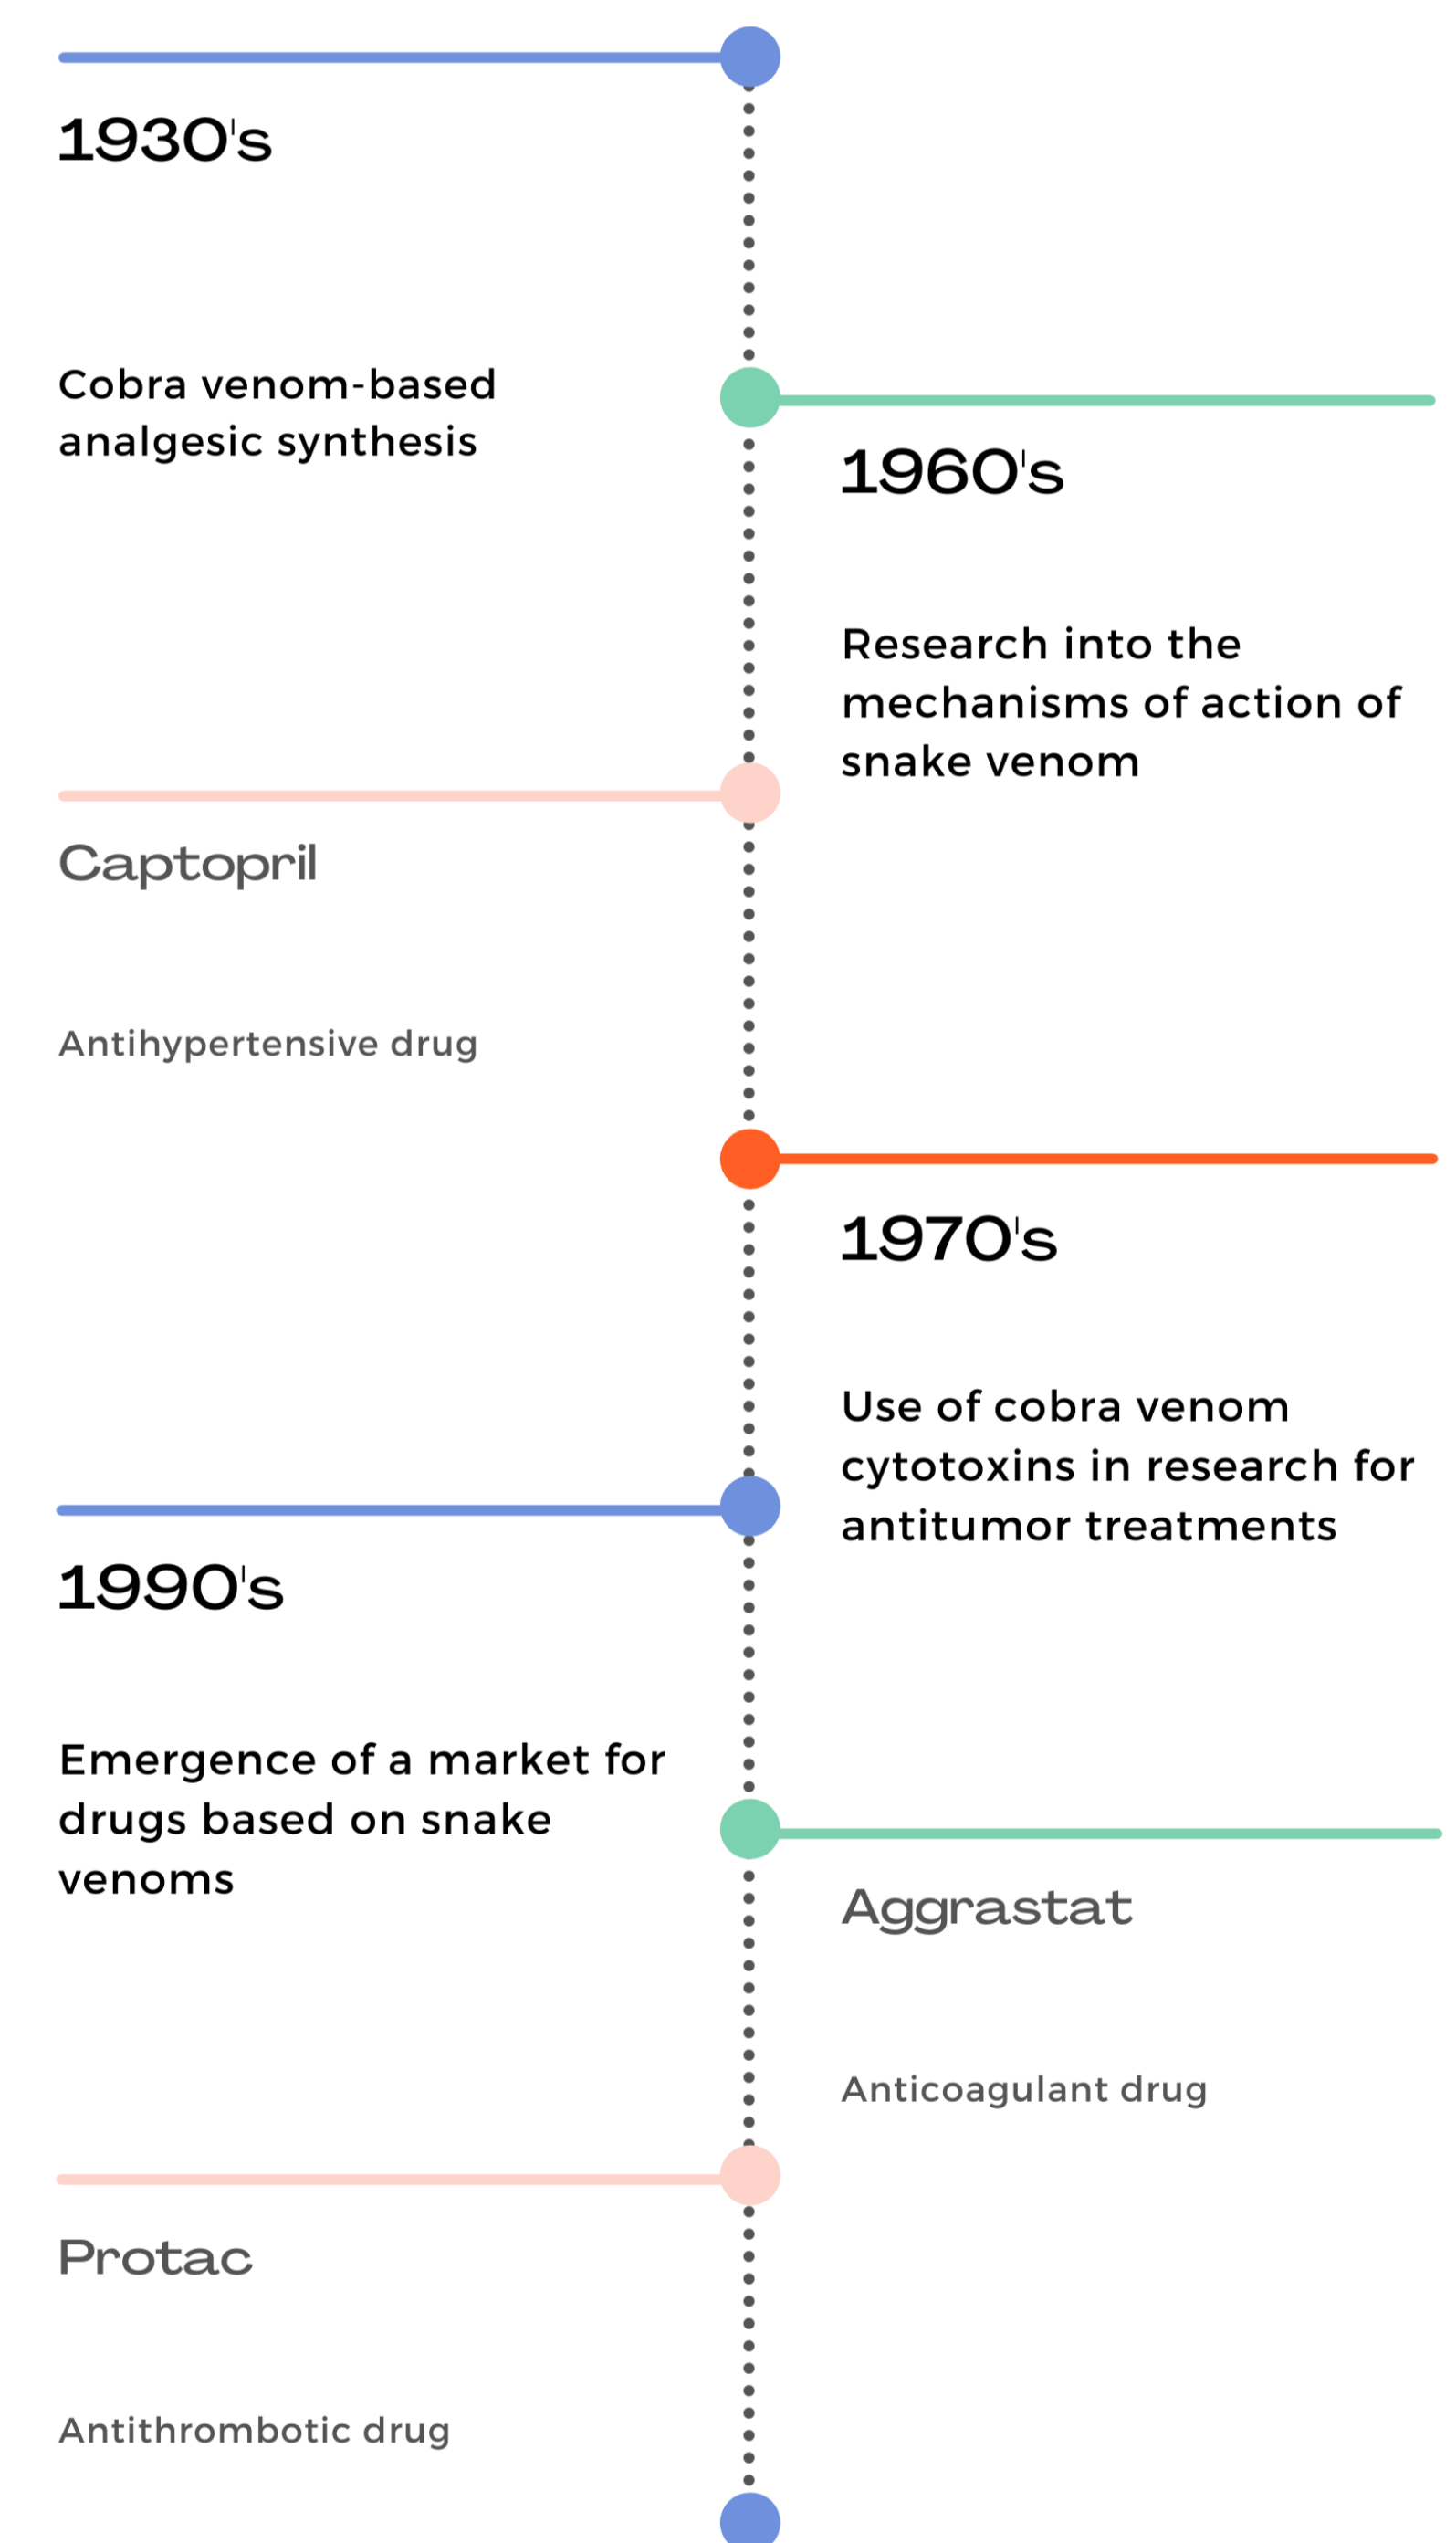 1930's
Cobra venom-based
analgesic synthesis
1960's
Research into the
mechanisms of action of
snake venom
Captopril
Antihypertensive drug
1970's
Use of cobra venom
cytotoxins in research for
antitumor treatments
1990's
Emergence of a market for
drugs based on snake
venoms
Aggrastat
Anticoagulant drug
Protac
Antithrombotic drug